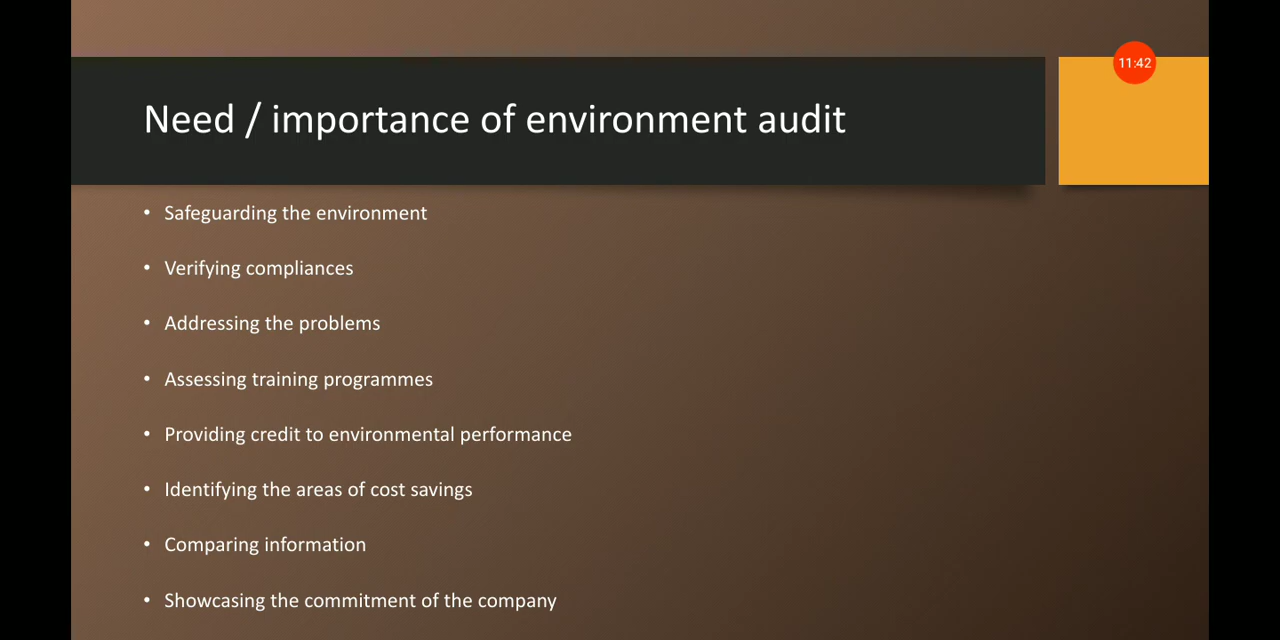 11:42
Need / importance of environment audit
• Safeguarding the environment
• Verifying compliances
• Addressing the problems
• Assessing training programmes
• Providing credit to environmental performance
• Identifying the areas of cost savings
• Comparing information
• Showcasing the commitment of the company